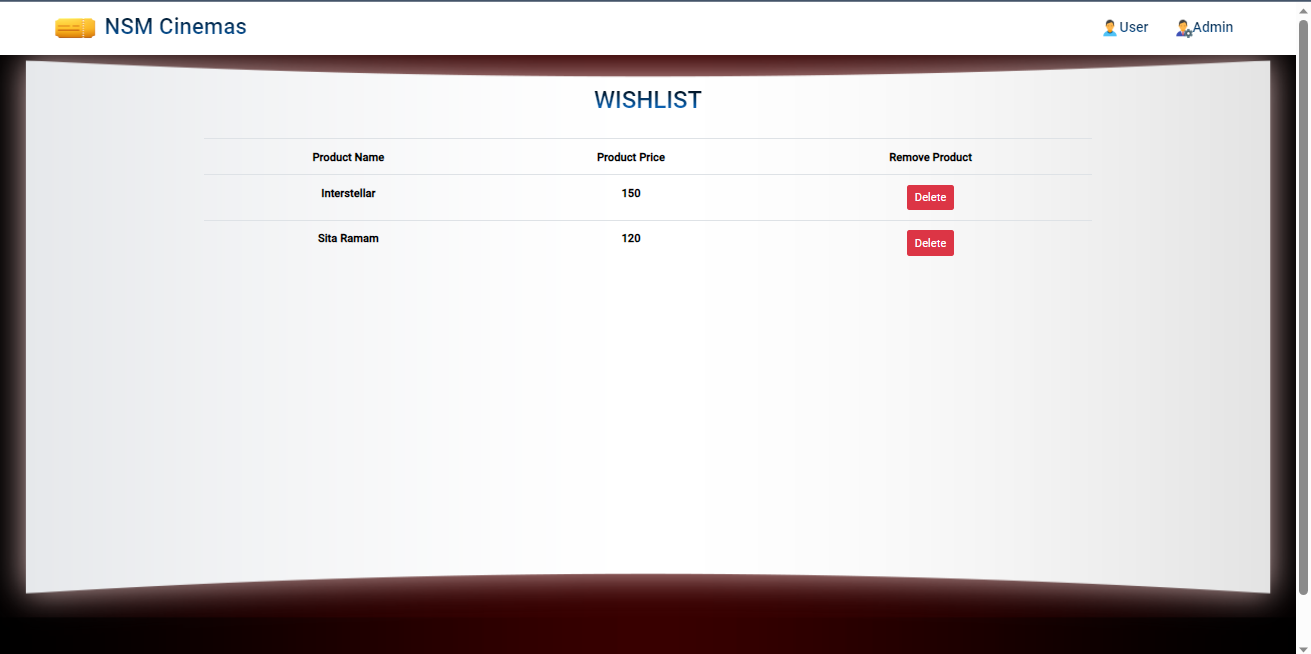 NSM Cinemas User Admin
WISHLIST
Product Name Product Price Remove Product
Interstellar 150 Delete
Sita Ramam 120 Delete